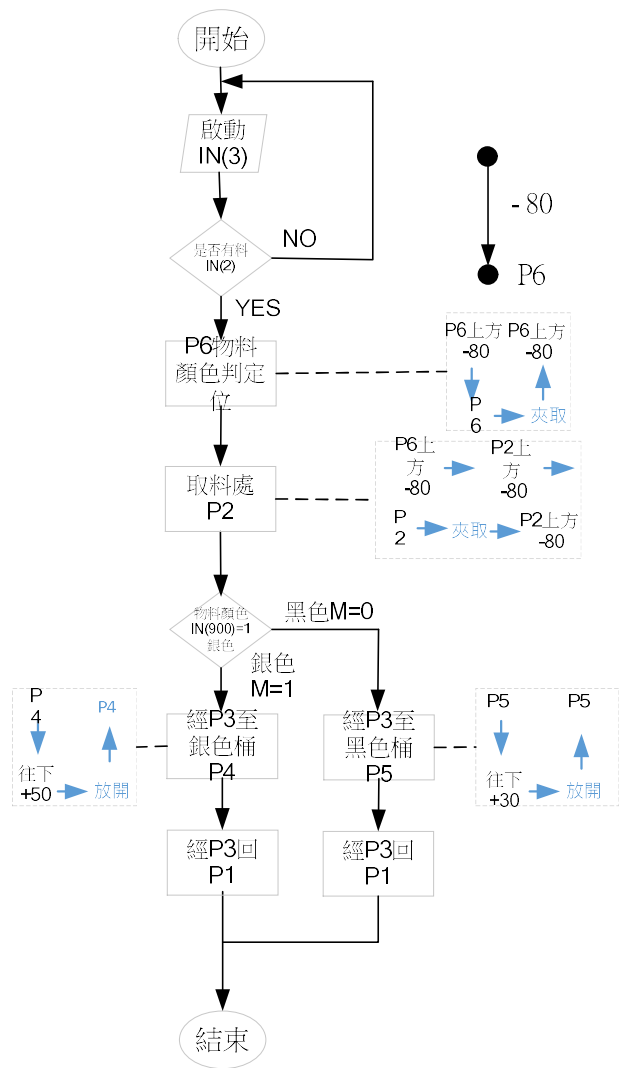 開始
啟動
IN(3)
是否有料
IN(2)
NO
YES
- 80
P6
P6物料
顏色判定
位
P6上方
-80
P6上方
-80
P
6
夾取
取料處
P2
P6上
方
-80
P2上
方
-80
P
2
夾取
P2上方
-80
物料顏色
IN(900)=1
銀色
黑色M=0
銀色
M=1
P
4
P4
往下
+50
放開
經P3至
銀色桶
P4
經P3至
黑色桶
P5
P5
P5
往下
+30
放開
經P3回
P1
經P3回
P1
結束